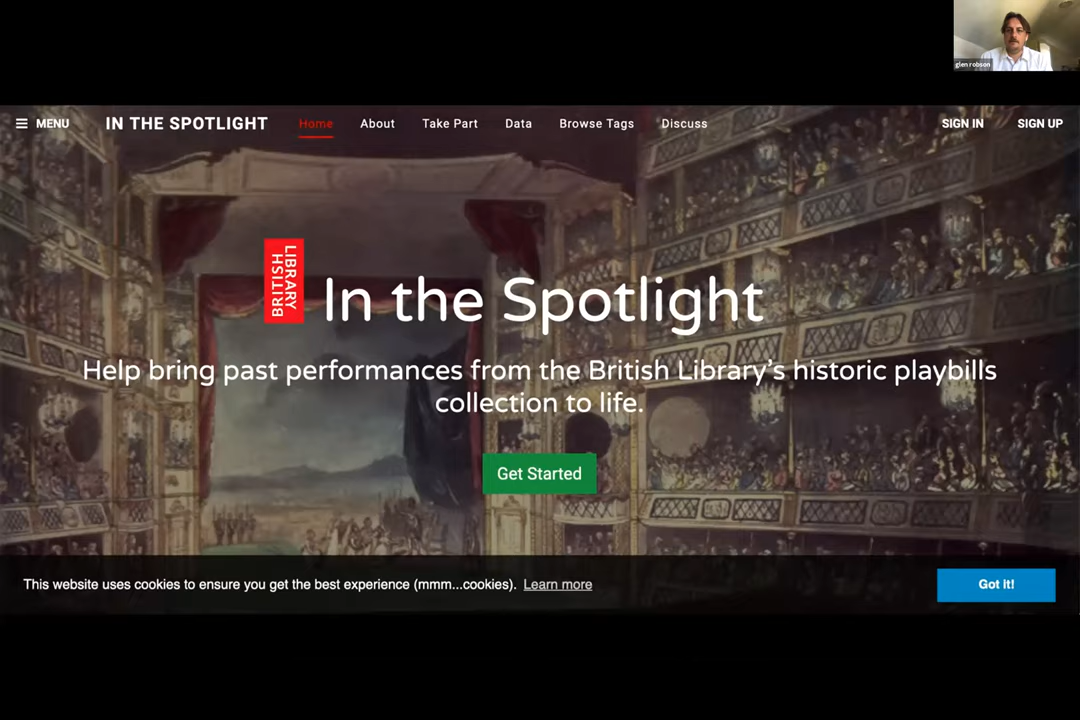 glen robson
MENU
IN THE SPOTLIGHT
Home
About
Take Part
Data
Browse Tags
Discuss
SIGN IN
SIGN UP
BRITISH
LIBRARY
In the Spotlight
Help bring past performances from the British Library's historic playbills
collection to life.
Get Started
This website uses cookies to ensure you get the best experience (mmm...cookies). Learn more
Got It!